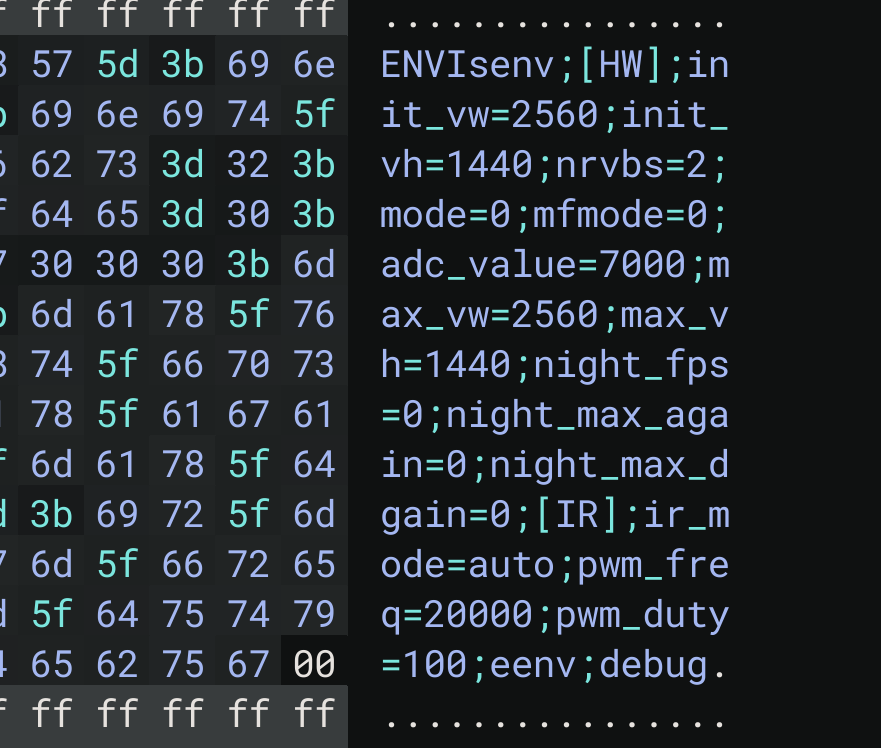 ff ff ff ff ff ................
57 5d 3b 69 6e ENVIsenv;[HW];in
69 6e 69 74 5f it_vw=2560;init_
62 73 3d 32 3b vh=1440;nrvbs=2;
64 65 3d 30 3b mode=0;mfmode=0;
30 30 30 3b 6d adc_value=7000;m
6d 61 78 5f 76 ax_vw=2560;max_v
74 5f 66 70 73 h=1440;night_fps
78 5f 61 67 61 =0;night_max_aga
6d 61 78 5f 64 in=0;night_max_d
3b 69 72 5f 6d gain=0;[IR];ir_m
6d 5f 66 72 65 ode=auto;pwm_fre
5f 64 75 74 79 q=20000;pwm_duty
65 62 75 67 00 =100;eenv;debug.
ff ff ff ff ff ................